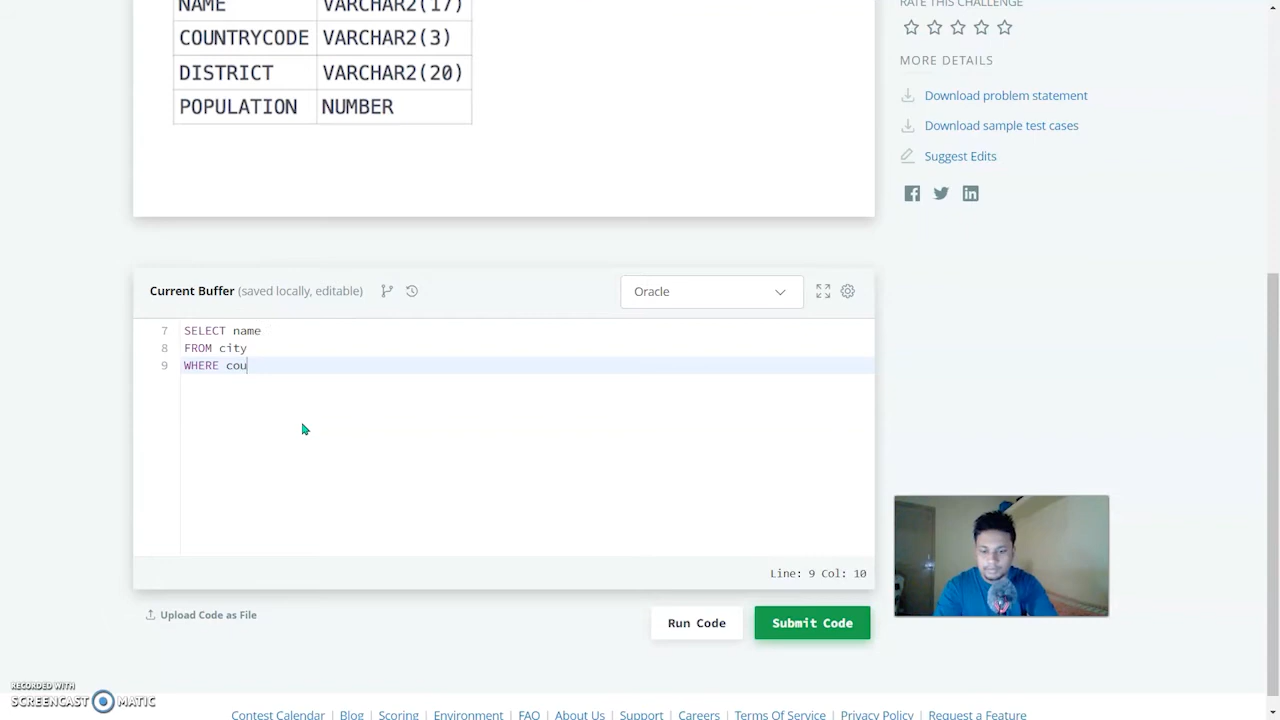 RATE THIS CHALLENGE
NAME VARCHAR2(17)
COUNTRYCODE VARCHAR2(3)
DISTRICT VARCHAR2(20)
POPULATION NUMBER
MORE DETAILS
Download problem statement
Download sample test cases
Suggest Edits
Current Buffer (saved locally, editable)
Oracle
7 SELECT name
8 FROM city
9 WHERE cou
Line: 9 Col: 10
Upload Code as File
Run Code
Submit Code
RECORDED WITH
SCREENCAST MATIC
Contest Calendar Blog Scoring Environment FAQ About Us Support Careers Terms Of Service Privacy Policy Request a Feature